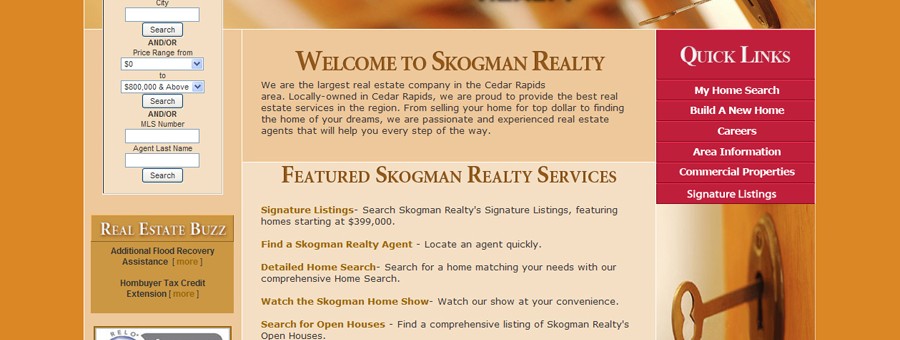 City
Search
AND/OR
Price Range from
$0
to
$800,000 & Above
Search
AND/OR
MLS Number
Agent Last Name
Search
Real Estate Buzz
Additional Flood Recovery
Assistance [ more ]
Hombuyer Tax Credit
Extension [ more ]
RELO
Welcome to Skogman Realty
We are the largest real estate company in the Cedar Rapids
area. Locally-owned in Cedar Rapids, we are proud to provide the best real
estate services in the region. From selling your home for top dollar to finding
the home of your dreams, we are passionate and experienced real estate
agents that will help you every step of the way.
Featured Skogman Realty Services
Signature Listings- Search Skogman Realty's Signature Listings, featuring
homes starting at $399,000.
Find a Skogman Realty Agent - Locate an agent quickly.
Detailed Home Search- Search for a home matching your needs with our
comprehensive Home Search.
Watch the Skogman Home Show- Watch our show at your convenience.
Search for Open Houses - Find a comprehensive listing of Skogman Realty's
Open Houses.
Quick Links
My Home Search
Build A New Home
Careers
Area Information
Commercial Properties
Signature Listings